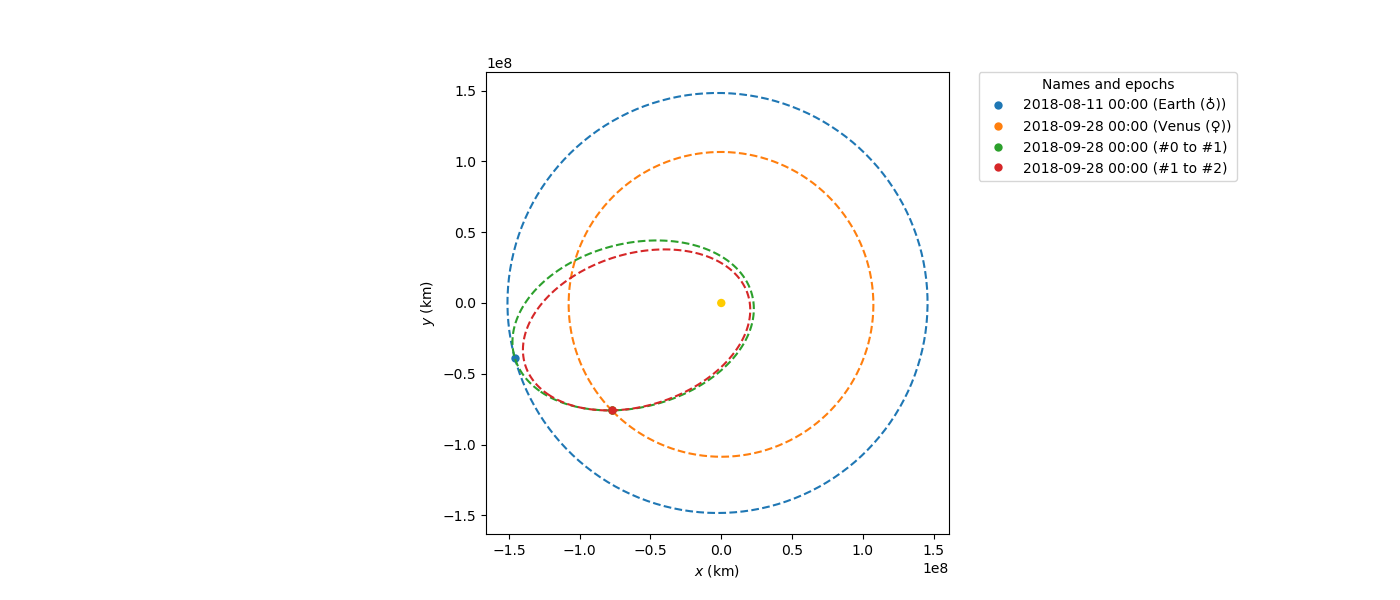 1e8
Names and epochs
2018-08-11 00:00 (Earth (♁))
2018-09-28 00:00 (Venus (♀))
2018-09-28 00:00 (#0 to #1)
2018-09-28 00:00 (#1 to #2)
1.5
1.0
0.5
0.0
−0.5
−1.0
−1.5
y (km)
−1.5 −1.0 −0.5 0.0 0.5 1.0 1.5
x (km)
1e8